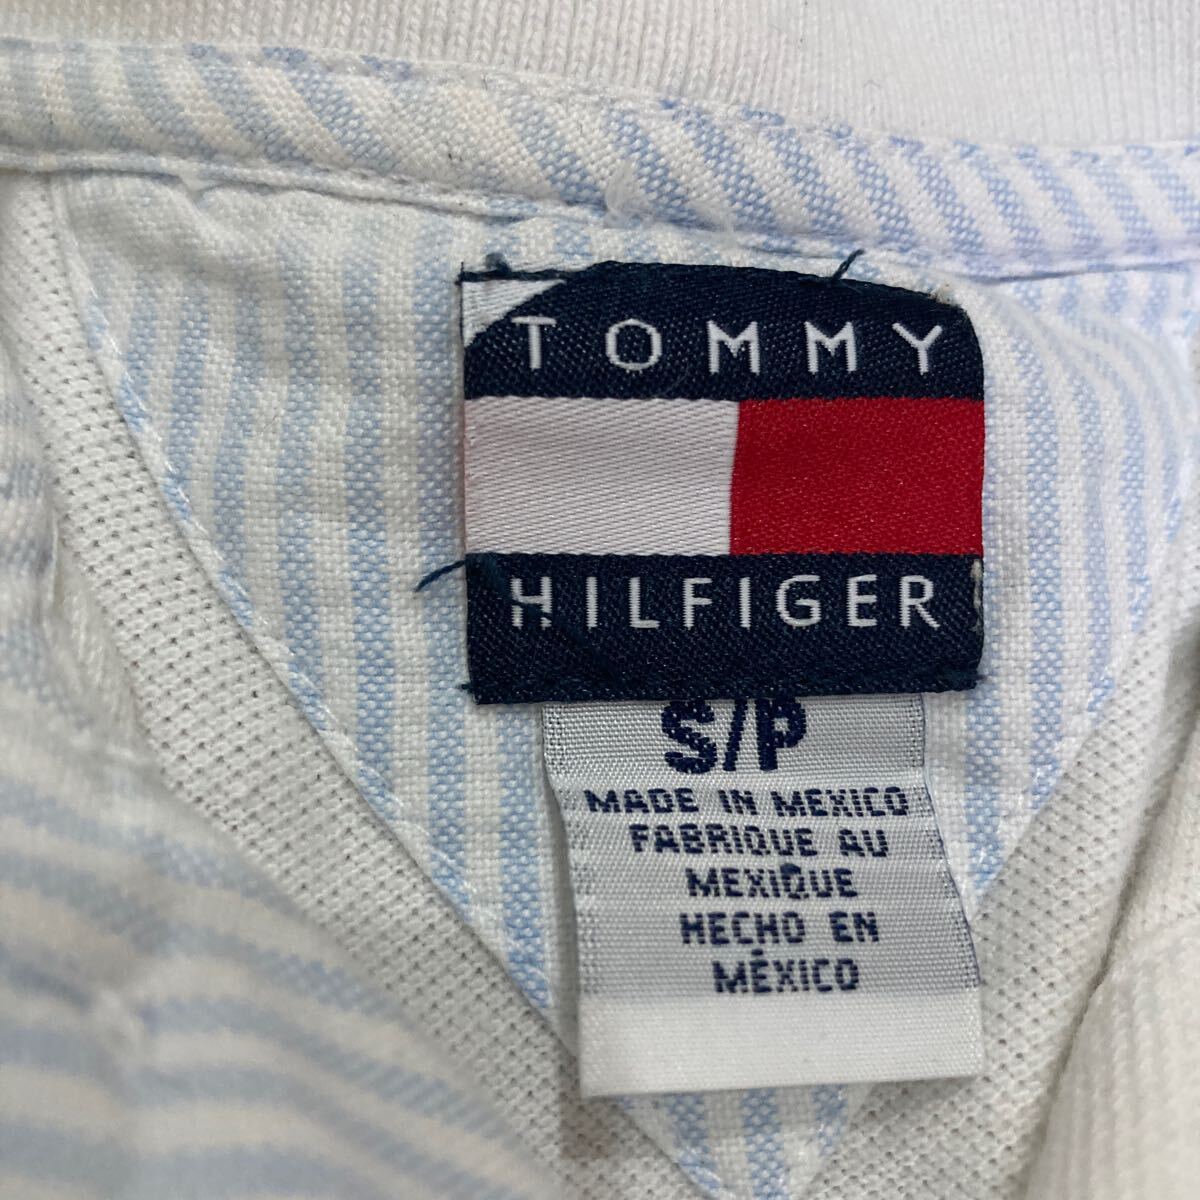 TOMMY
HILFIGER
S/P
MADE IN MEXICO
FABRIQUE AU
MEXIQUE
HECHO EN
MÉXICO